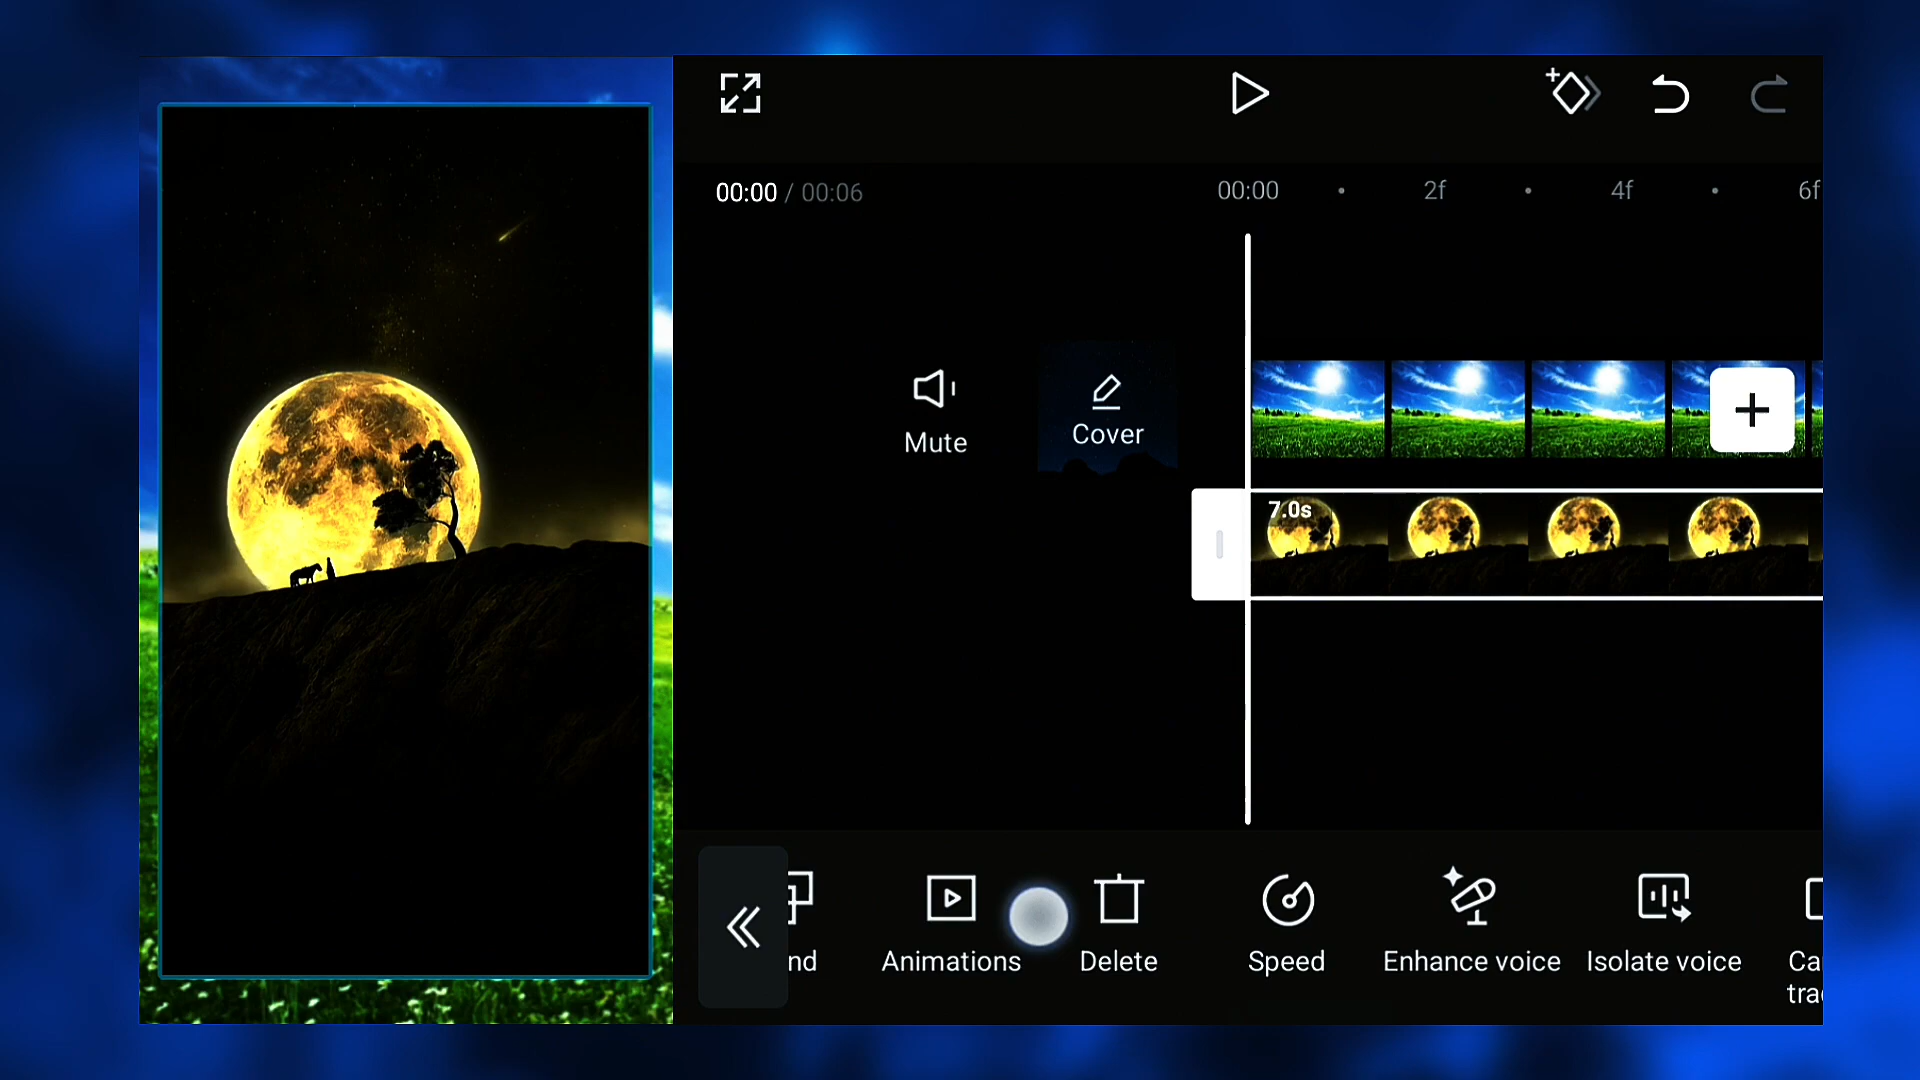 00:00 / 00:06
00:00 • 2f • 4f • 6f
Mute
Cover
7.0s
nd
Animations
Delete
Speed
Enhance voice
Isolate voice
Ca
tra